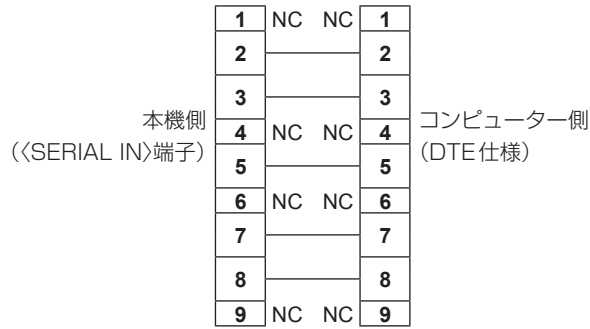 1 NC NC 1
2 2
3 3
本機側
(〈SERIAL IN〉端子)
4 NC NC 4
コンピューター側
(DTE仕様)
5 5
6 NC NC 6
7 7
8 8
9 NC NC 9